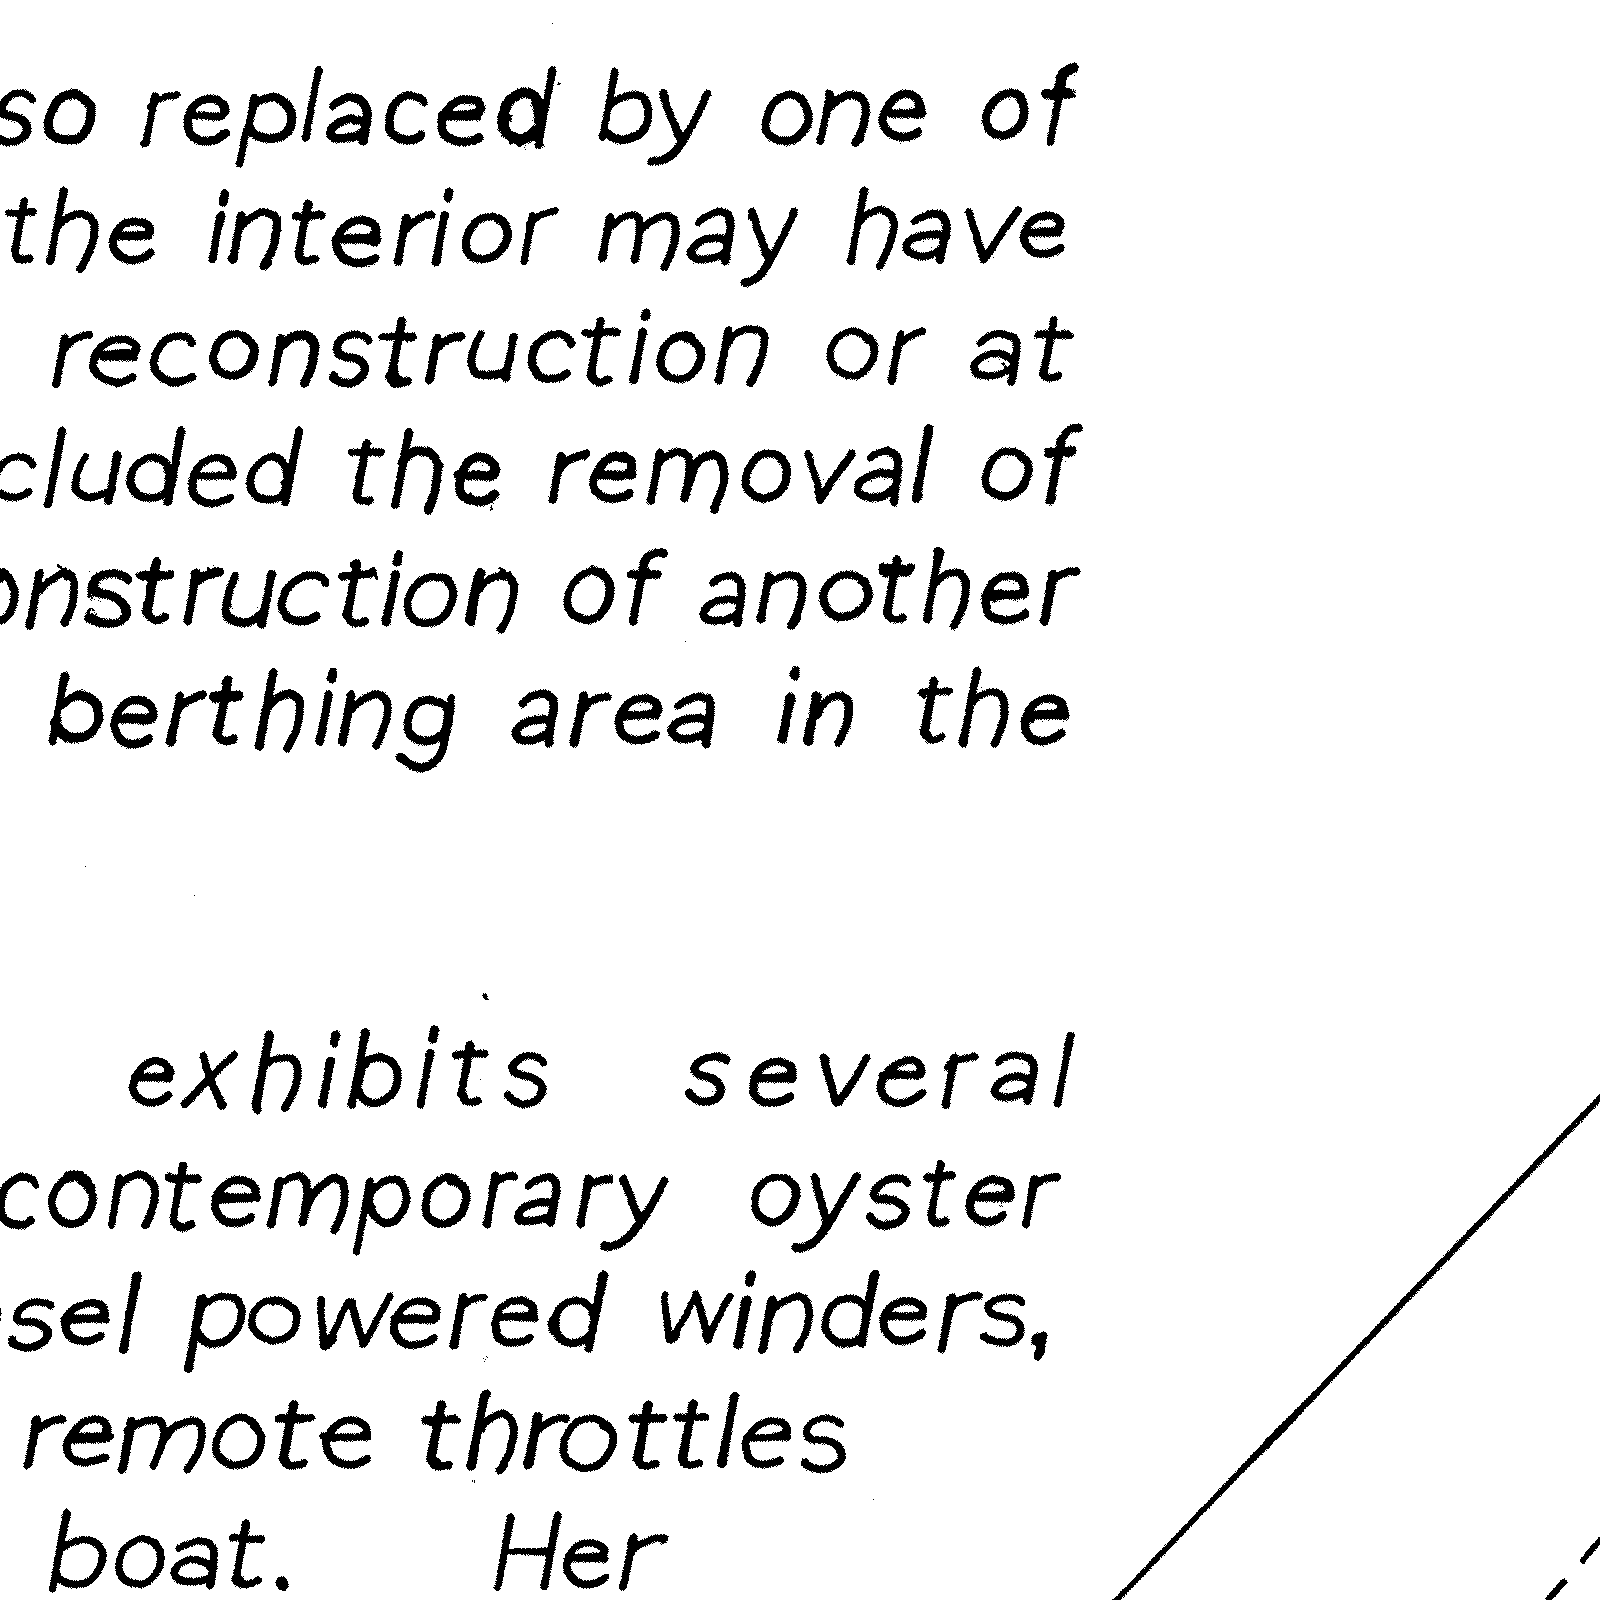 so replaced by one of
the interior may have
reconstruction or at
cluded the removal of
onstruction of another
berthing area in the
exhibits several
contemporary oyster
sel powered winders,
remote throttles
boat. Her